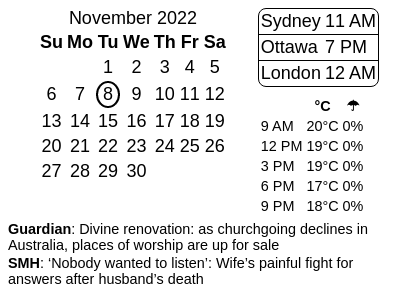 November 2022
Su Mo Tu We Th Fr Sa
1 2 3 4 5
6 7 8 9 10 11 12
13 14 15 16 17 18 19
20 21 22 23 24 25 26
27 28 29 30
Sydney 11 AM
Ottawa 7 PM
London 12 AM
°C ☂
9 AM 20°C 0%
12 PM 19°C 0%
3 PM 19°C 0%
6 PM 17°C 0%
9 PM 18°C 0%
Guardian: Divine renovation: as churchgoing declines in
Australia, places of worship are up for sale
SMH: ‘Nobody wanted to listen’: Wife’s painful fight for
answers after husband’s death